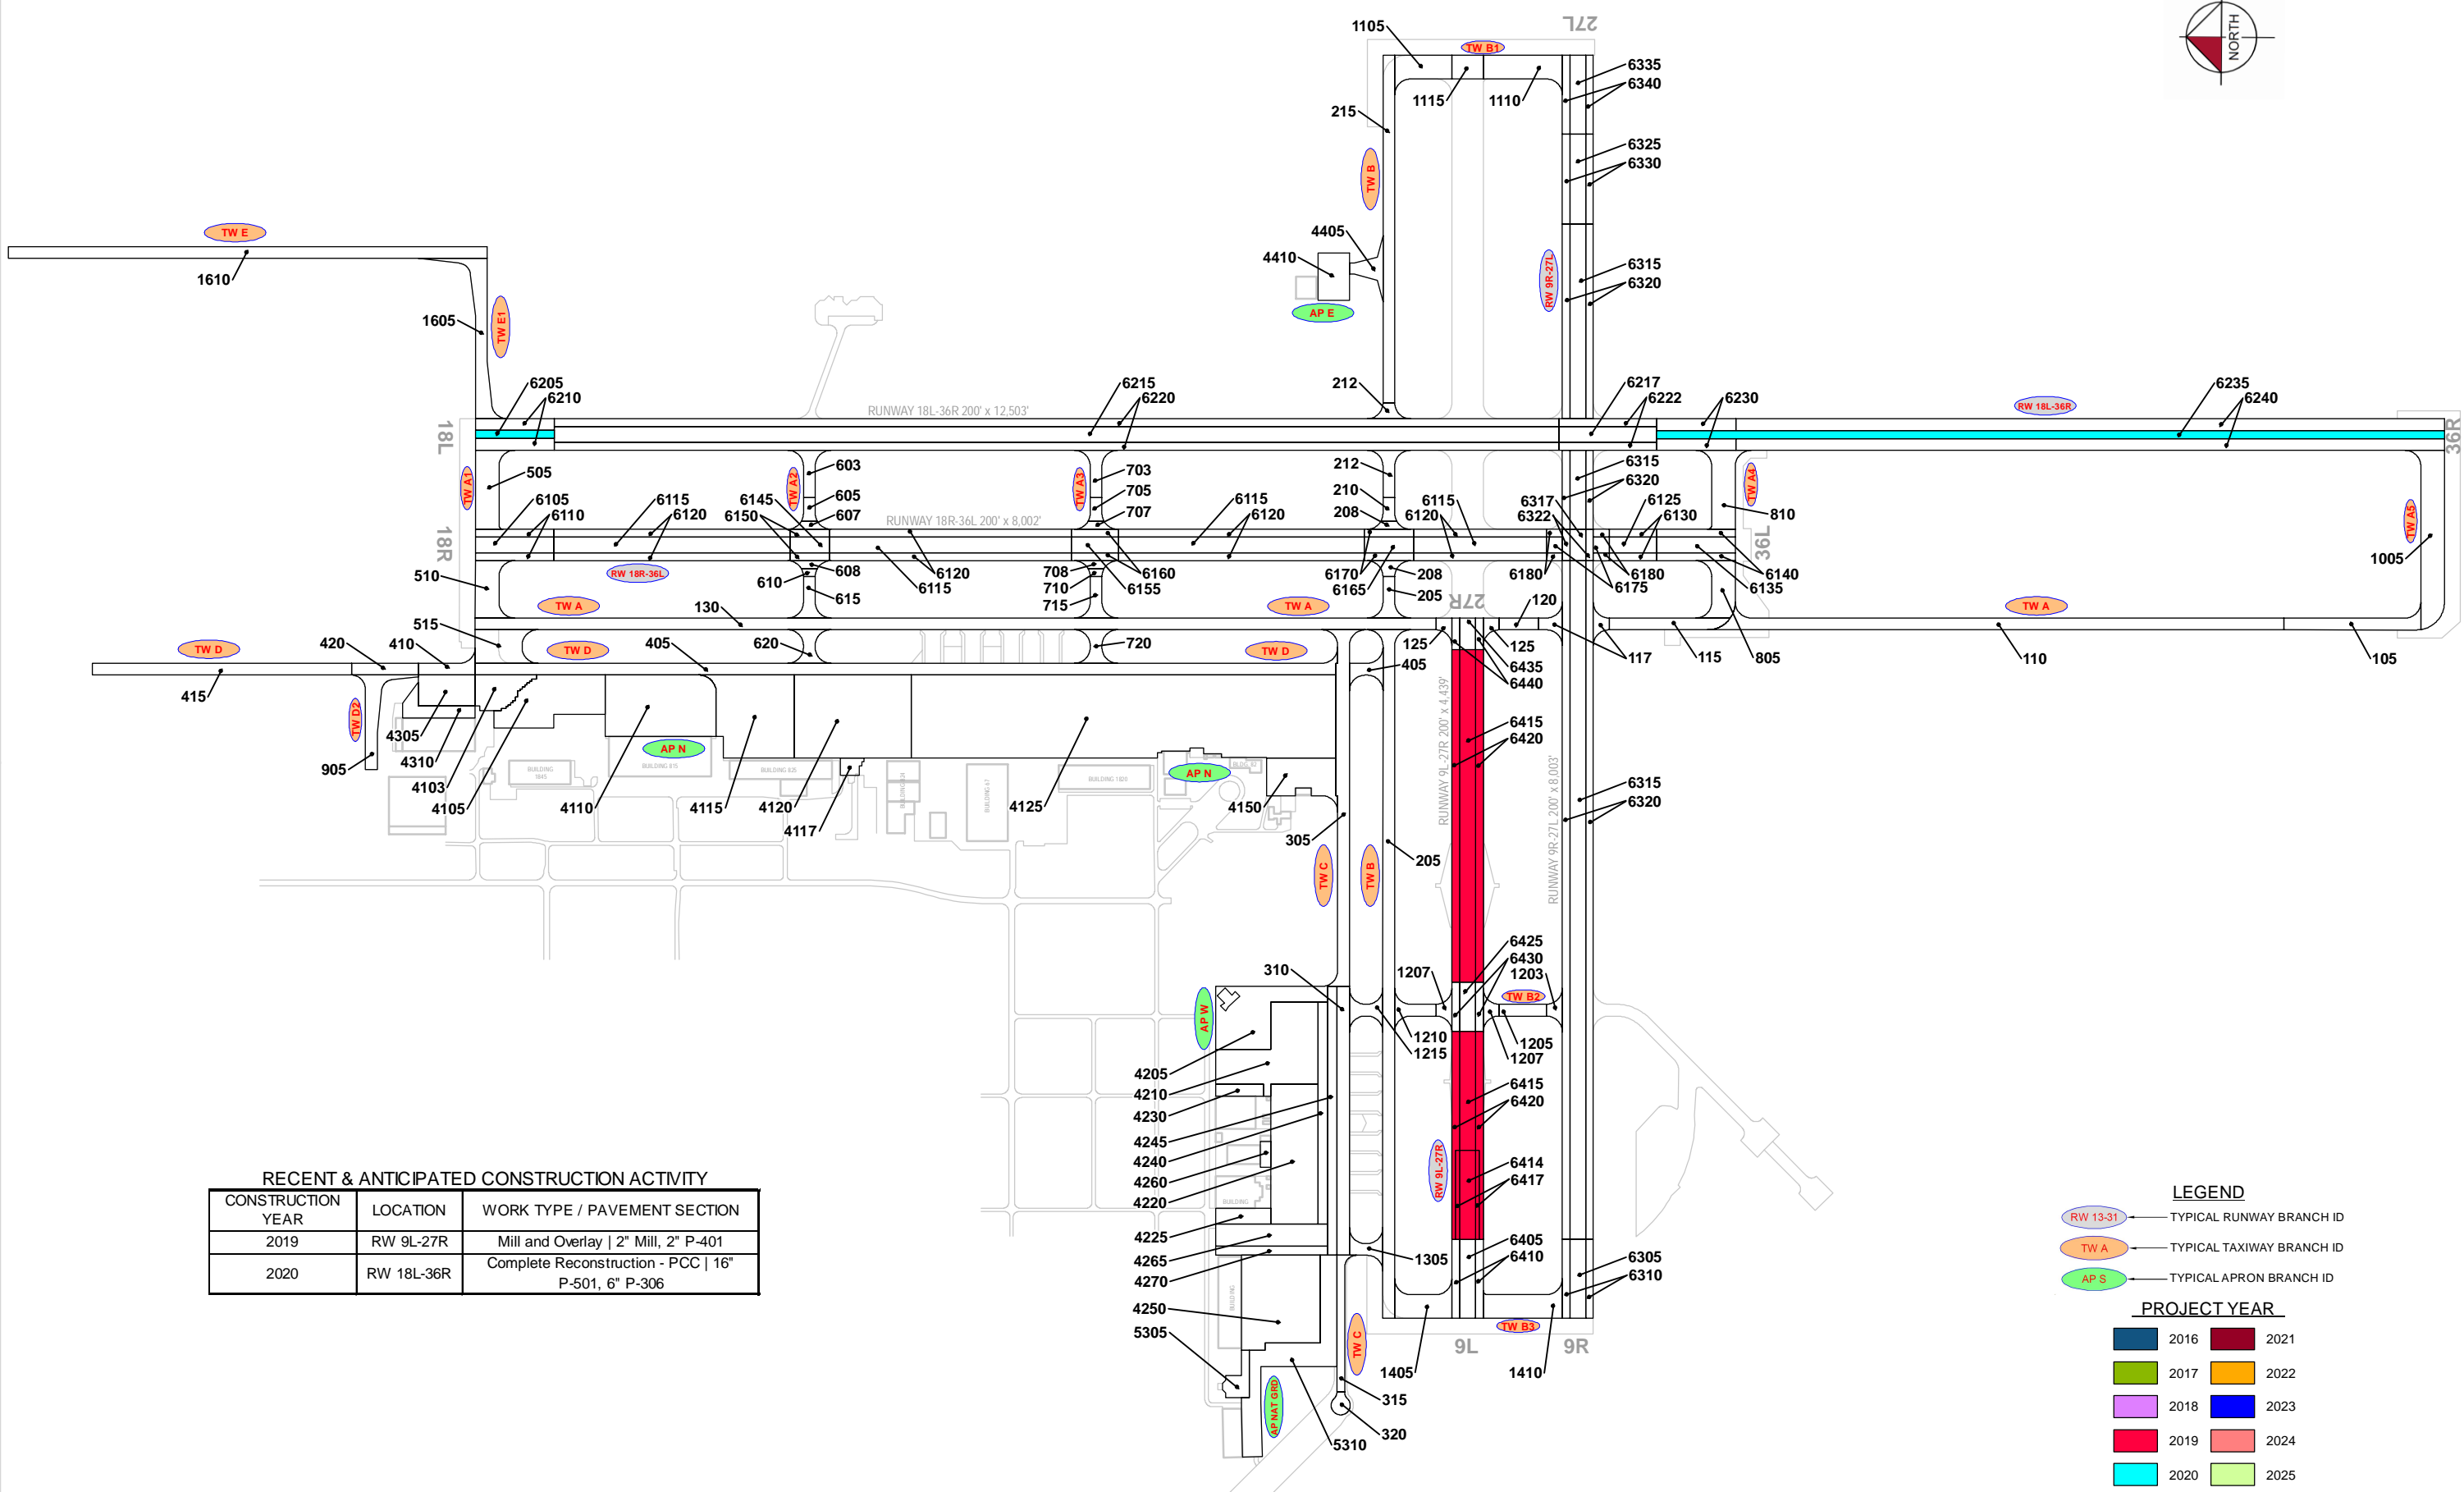 NORTH
27L
1105
TW B1
6335
6340
1115
1110
215
6325
6330
TW B
TW E
4405
4410
1610
6315
6320
RW 9R-27L
AP E
1605
TW E1
6205
6210
6215
6220
212
6217
6222
6230
RW 18L-36R
6235
6240
RUNWAY 18L-36R 200' x 12,503'
18L
36R
505
TW A1
TW A2
603
605
607
TW A3
703
705
707
212
210
208
6315
6320
TW A4
810
TW A5
1005
6105
6110
6115
6120
6145
6150
RUNWAY 18R-36L 200' x 8,002'
6115
6120
6115
6120
6317
6322
6125
6130
18R
36L
510
RW 18R-36L
610
608
615
6115
6120
708
710
715
6160
6155
6170
6165
208
205
6180
6175
6180
6140
6135
27R
TW A
130
TW A
120
TW A
515
420
410
TW D
TW D
405
620
720
TW D
405
125
125
6435
6440
117
115
805
110
105
415
TW D2
905
4305
4310
4103
4105
AP N
4110
4115
4120
4117
4125
AP N
4150
305
BUILDING
1845
BUILDING 815
BUILDING 825
BUILDING 1820
BLDG. 82
RUNWAY 9L-27R 200' x 4,439'
6415
6420
RUNWAY 9R-27L 200' x 8,003'
6315
6320
TW C
TW B
205
310
1207
6425
6430
1203
TW B2
AP W
1210
1215
1205
1207
4205
4210
4230
4245
4240
4260
4220
4225
4265
4270
4250
5305
BUILDING
BUILDING
6415
6420
RW 9L-27R
6414
6417
6405
6410
1305
6305
6310
TW B3
9L
9R
TW C
1405
1410
315
320
AP NAT GRD
5310
RECENT & ANTICIPATED CONSTRUCTION ACTIVITY
CONSTRUCTION YEAR LOCATION WORK TYPE / PAVEMENT SECTION
2019 RW 9L-27R Mill and Overlay | 2" Mill, 2" P-401
2020 RW 18L-36R Complete Reconstruction - PCC | 16"
P-501, 6" P-306
LEGEND
RW 13-31 TYPICAL RUNWAY BRANCH ID
TW A TYPICAL TAXIWAY BRANCH ID
AP S TYPICAL APRON BRANCH ID
PROJECT YEAR
2016 2021
2017 2022
2018 2023
2019 2024
2020 2025